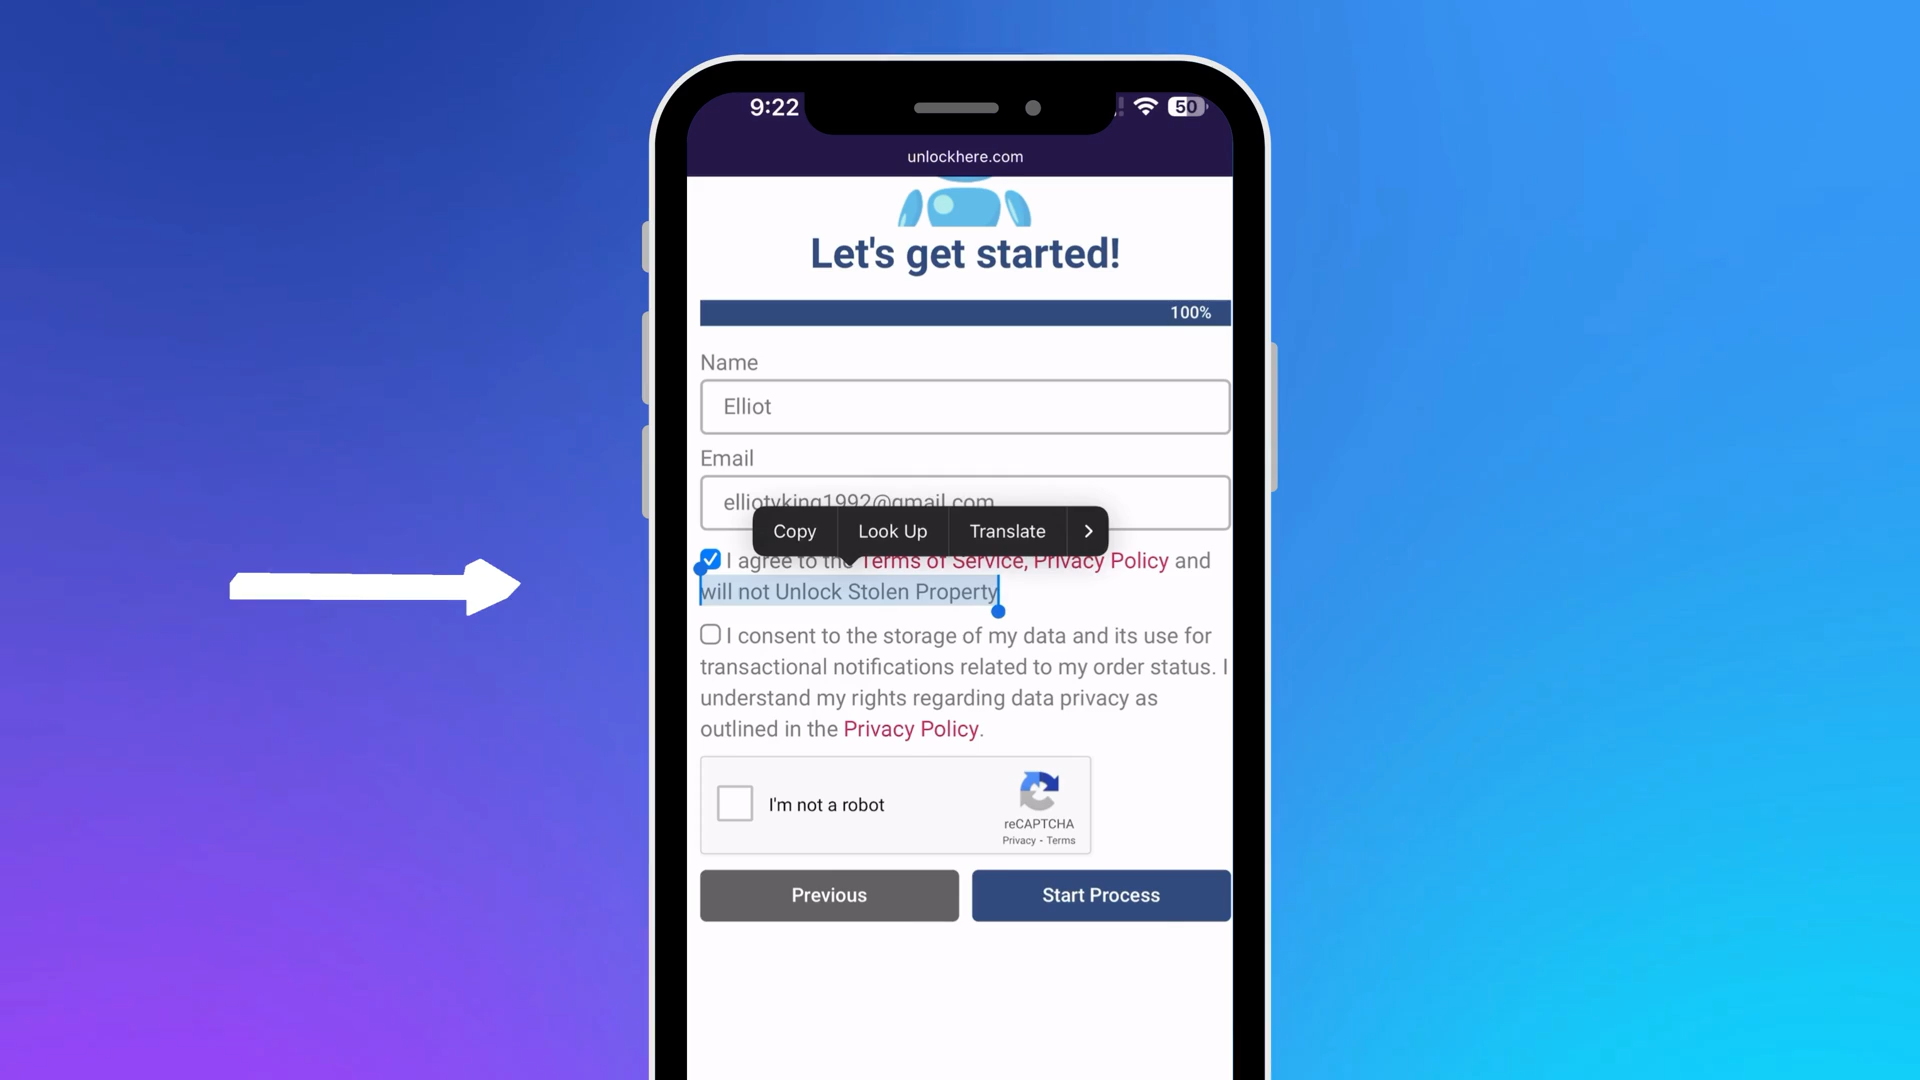 9:22
50
unlockhere.com
Let's get started!
100%
Name
Elliot
Email
elliotyking1992@gmail.com
Copy Look Up Translate
I agree to the Terms of Service, Privacy Policy and
will not Unlock Stolen Property
I consent to the storage of my data and its use for
transactional notifications related to my order status. I
understand my rights regarding data privacy as
outlined in the Privacy Policy.
I'm not a robot
reCAPTCHA
Privacy - Terms
Previous
Start Process